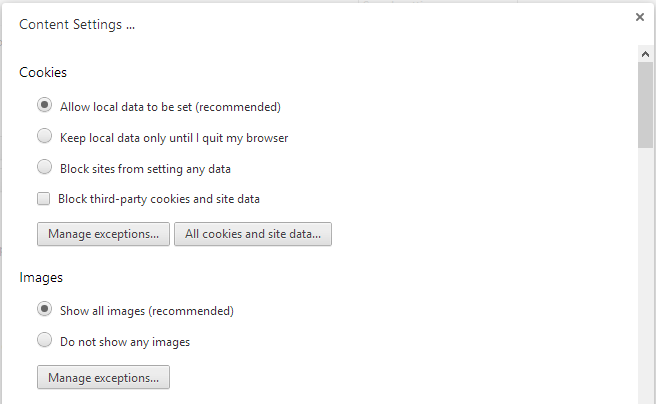 Content Settings ...
Cookies
Allow local data to be set (recommended)
Keep local data only until I quit my browser
Block sites from setting any data
Block third-party cookies and site data
Manage exceptions... All cookies and site data...
Images
Show all images (recommended)
Do not show any images
Manage exceptions...